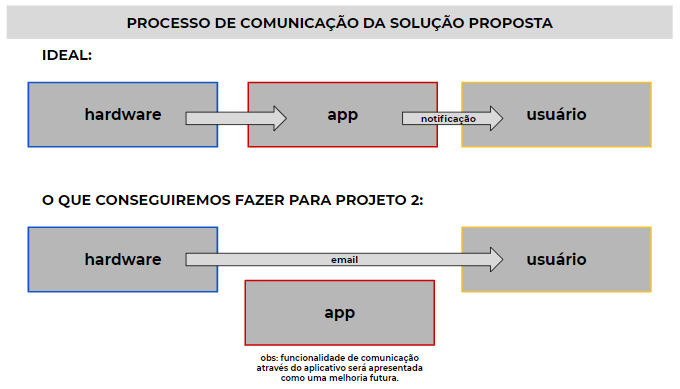 PROCESSO DE COMUNICAÇÃO DA SOLUÇÃO PROPOSTA
IDEAL:
hardware
app
notificação
usuário
O QUE CONSEGUIREMOS FAZER PARA PROJETO 2:
hardware
email
usuário
app
obs: funcionalidade de comunicação
através do aplicativo será apresentada
como uma melhoria futura.